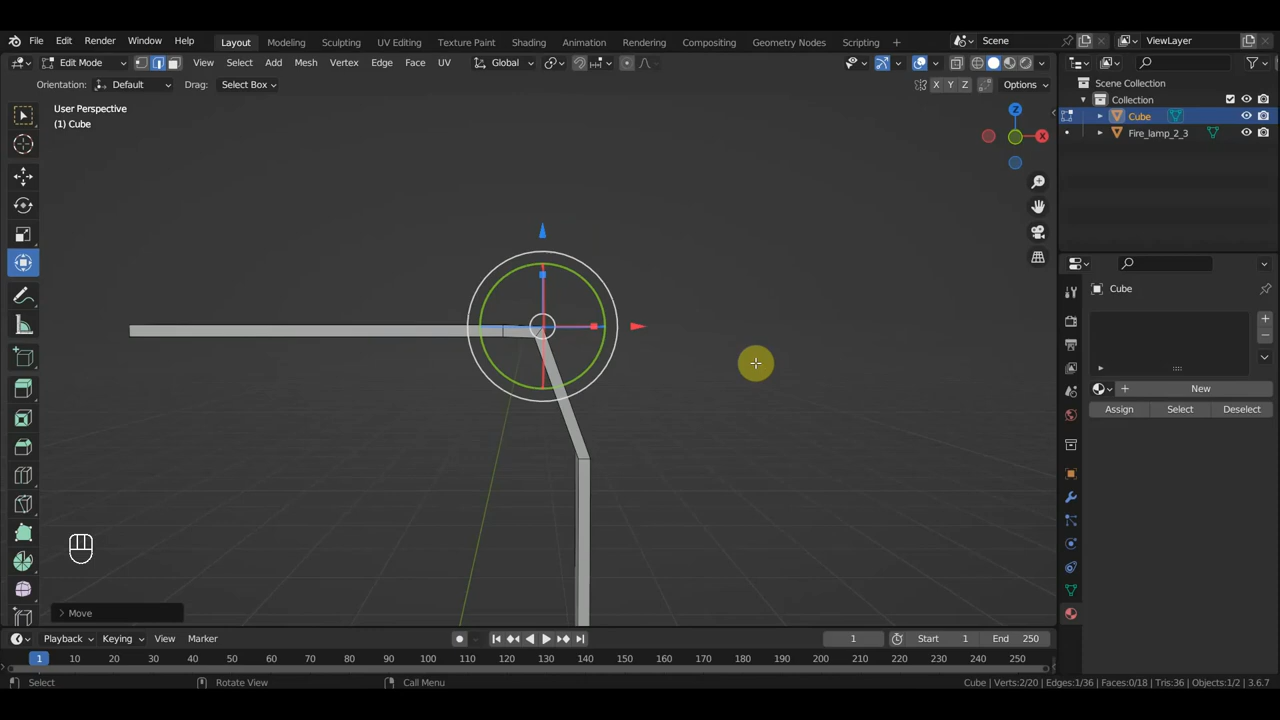 File Edit Render Window Help Layout Modeling Sculpting UV Editing Texture Paint Shading Animation Rendering Compositing Geometry Nodes Scripting + Scene ViewLayer
Edit Mode View Select Add Mesh Vertex Edge Face UV Global Options
Orientation: Default Drag: Select Box X Y Z
User Perspective
(1) Cube
Z
X
Scene Collection
Collection
Cube
Fire_lamp_2_3
Cube
New
Assign Select Deselect
Move
Playback Keying View Marker 1 Start 1 End 250
1 10 20 30 40 50 60 70 80 90 100 110 120 130 140 150 160 170 180 190 200 210 220 230 240 250
Select Rotate View Call Menu Cube | Verts:2/20 | Edges:1/36 | Faces:0/18 | Tris:36 | Objects:1/2 | 3.6.7